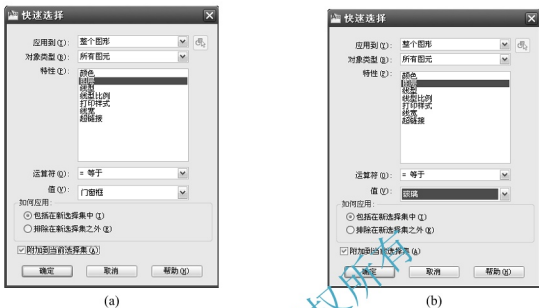 快速选择
应用到(Y): 整个图形
对象类型(B): 所有图元
特性(P):
颜色
图层
线型
线型比例
打印样式
线宽
超链接
运算符(O): = 等于
值(V): 门窗框
如何应用:
包括在新选择集中(I)
排除在新选择集之外(E)
附加到当前选择集(A)
确定 取消 帮助(H)
(a)
快速选择
应用到(Y): 整个图形
对象类型(B): 所有图元
特性(P):
颜色
图层
线型
线型比例
打印样式
线宽
超链接
运算符(O): = 等于
值(V): 玻璃
如何应用:
包括在新选择集中(I)
排除在新选择集之外(E)
附加到当前选择集(A)
确定 取消 帮助(H)
(b)
权所有